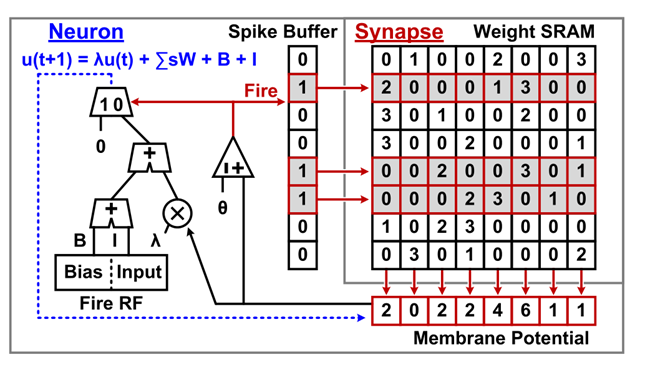 Neuron
Spike Buffer
Synapse
Weight SRAM
u(t+1) = λu(t) + ∑sW + B + I
Fire
1 0
0
+
+
×
I +
θ
B
I
λ
Bias
Input
Fire RF
0
1
0
0
1
1
0
0
0 1 0 0 2 0 0 3
2 0 0 0 1 3 0 0
3 0 1 0 0 2 0 0
3 0 0 2 0 0 0 1
0 0 2 0 0 3 0 1
0 0 0 2 3 0 1 0
1 0 2 3 0 0 0 0
0 3 0 1 0 0 0 2
2 0 2 2 4 6 1 1
Membrane Potential